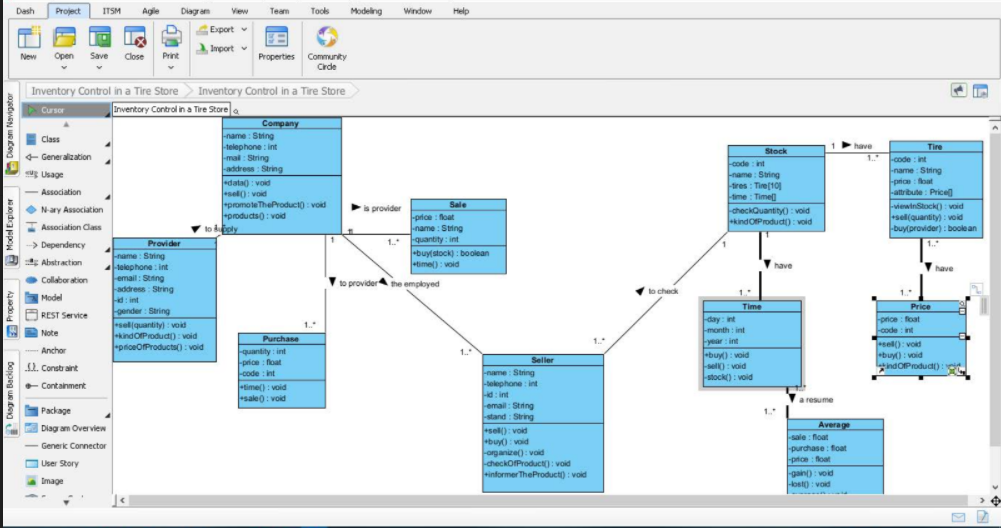 Dash Project ITSM Agile Diagram View Team Tools Modeling Window Help
New Open Save Close Print Export Import Properties Community Circle
Inventory Control in a Tire Store Inventory Control in a Tire Store
Diagram Navigator
Model Explorer
Property
Diagram Backlog
Cursor
Class
Generalization
Usage
Association
N-ary Association
Association Class
Dependency
Abstraction
Collaboration
Model
REST Service
Note
Anchor
Constraint
Containment
Package
Diagram Overview
Generic Connector
User Story
Image
Inventory Control in a Tire Store
Company
-name : String
-telephone : int
-mail : String
-address : String
+data() : void
+sell() : void
+promoteTheProduct() : void
+products() : void
is provider
1..*
Sale
-price : float
-name : String
-quantity : int
+buy(stock) : boolean
+time() : void
to supply
Provider
-name : String
-telephone : int
-email : String
-address : String
-id : int
-gender : String
+sell(quantity) : void
+kindOfProduct() : void
+priceOfProducts() : void
1
to provider
1..*
Purchase
-quantity : int
-price : float
-code : int
+time() : void
+sale() : void
1
the employed
1..*
Seller
-name : String
-telephone : int
-id : int
-email : String
-stand : String
+sell() : void
+buy() : void
-organize() : void
-checkOfProduct() : void
+informerTheProduct() : void
1..*
to check
1
Stock
-code : int
-name : String
-tires : Tire[10]
-time : Time[]
-checkQuantity() : void
+kindOfProduct() : void
1 have
1..*
Tire
-code : int
-name : String
-price : float
-attribute : Price[]
-viewInStock() : void
+sell(quantity) : void
-buy(provider) : boolean
1
have
1..*
Time
-day : int
-month : int
-year : int
+buy() : void
-sell() : void
-stock() : void
1..*
have
1..*
Price
-price : float
-code : int
+sell() : void
+buy() : void
+kindOfProduct() : void
1..*
a resume
1..*
Average
-sale : float
-purchase : float
-price : float
-gain() : void
-lost() : void